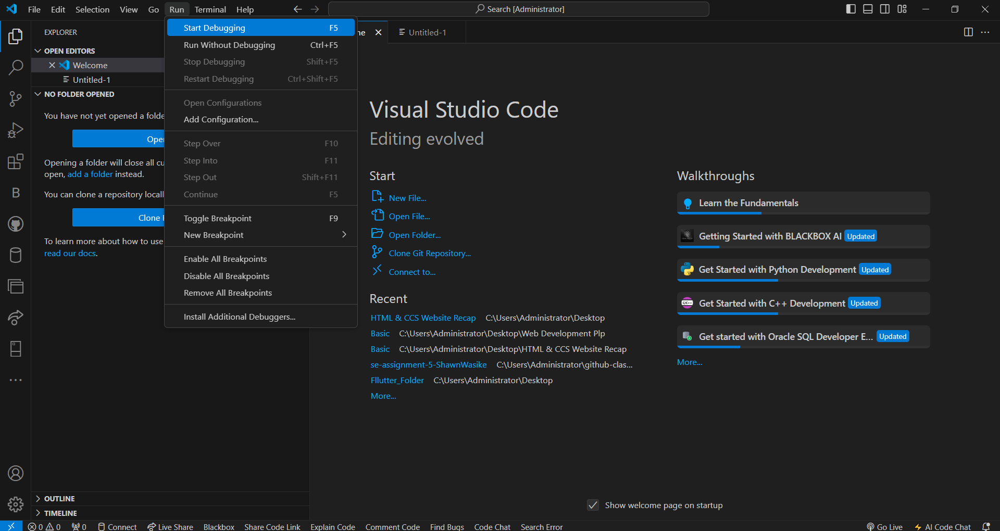 File Edit Selection View Go Run Terminal Help
Search [Administrator]
EXPLORER
OPEN EDITORS
Welcome
Untitled-1
NO FOLDER OPENED
You have not yet opened a folde
Ope
Opening a folder will close all cu
open, add a folder instead.
You can clone a repository locall
Clone
To learn more about how to use
read our docs.
OUTLINE
TIMELINE
B
Start Debugging F5
Run Without Debugging Ctrl+F5
Stop Debugging Shift+F5
Restart Debugging Ctrl+Shift+F5
Open Configurations
Add Configuration...
Step Over F10
Step Into F11
Step Out Shift+F11
Continue F5
Toggle Breakpoint F9
New Breakpoint
Enable All Breakpoints
Disable All Breakpoints
Remove All Breakpoints
Install Additional Debuggers...
ne
Untitled-1
Visual Studio Code
Editing evolved
Start
New File...
Open File...
Open Folder...
Clone Git Repository...
Connect to...
Recent
HTML & CCS Website Recap C:\Users\Administrator\Desktop
Basic C:\Users\Administrator\Desktop\Web Development Plp
Basic C:\Users\Administrator\Desktop\HTML & CCS Website Recap
se-assignment-5-ShawnWasike C:\Users\Administrator\github-clas...
Fllutter_Folder C:\Users\Administrator\Desktop
More...
Walkthroughs
Learn the Fundamentals
Getting Started with BLACKBOX AI Updated
Get Started with Python Development Updated
C/C++ Get Started with C++ Development Updated
Get started with Oracle SQL Developer E... Updated
More...
Show welcome page on startup
0 0 0 Connect Live Share Blackbox Share Code Link Explain Code Comment Code Find Bugs Code Chat Search Error Go Live AI Code Chat